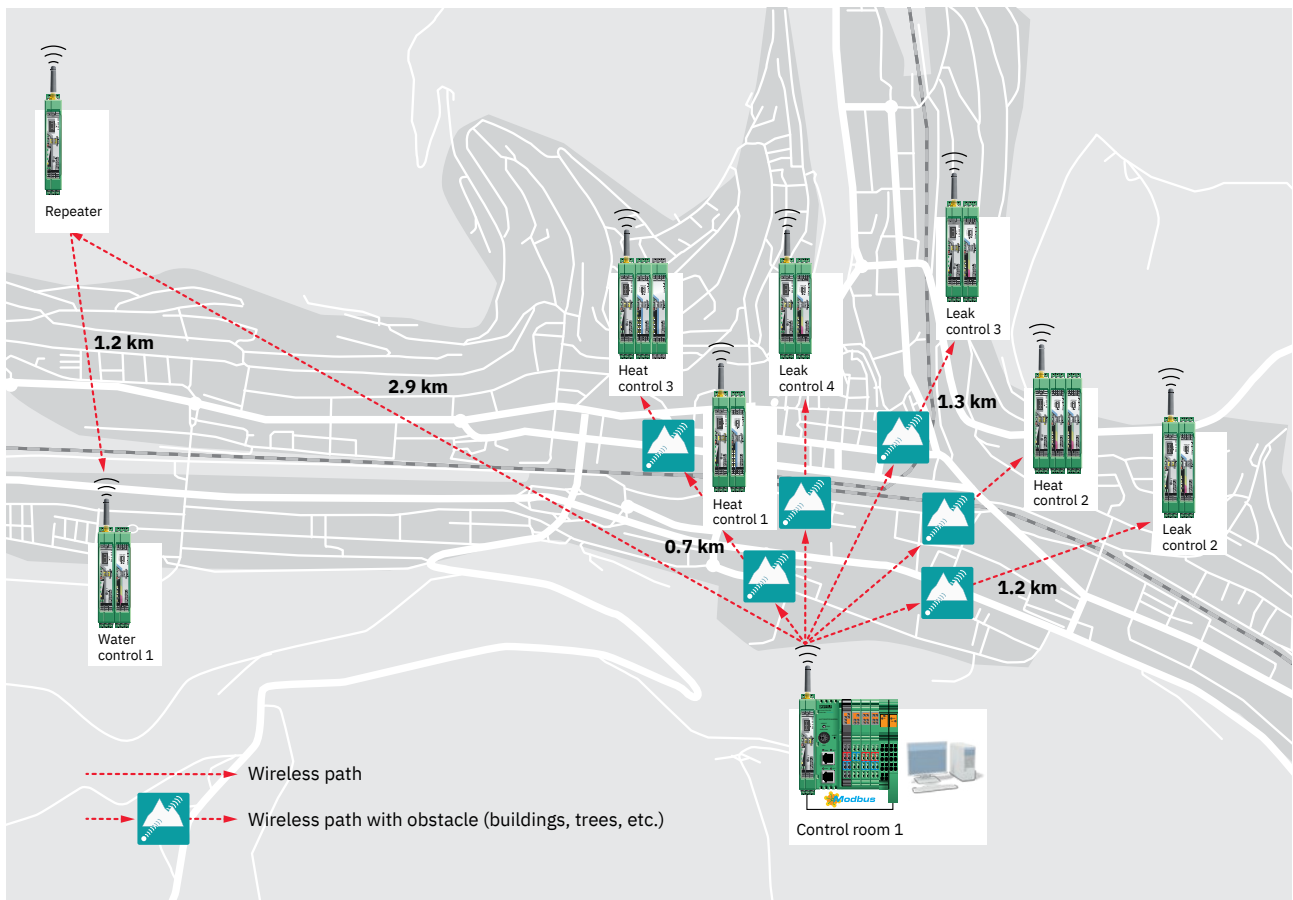 Repeater
1.2 km
2.9 km
Heat
control 3
Leak
control 4
Leak
control 3
1.3 km
Heat
control 1
Heat
control 2
Leak
control 2
0.7 km
1.2 km
Water
control 1
Wireless path
Wireless path with obstacle (buildings, trees, etc.)
Modbus
Control room 1